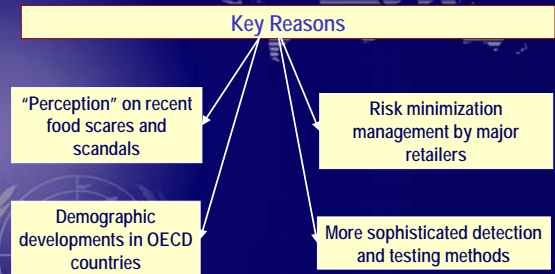 Key Reasons
“Perception” on recent
food scares and
scandals
Risk minimization
management by major
retailers
Demographic
developments in OECD
countries
More sophisticated detection
and testing methods